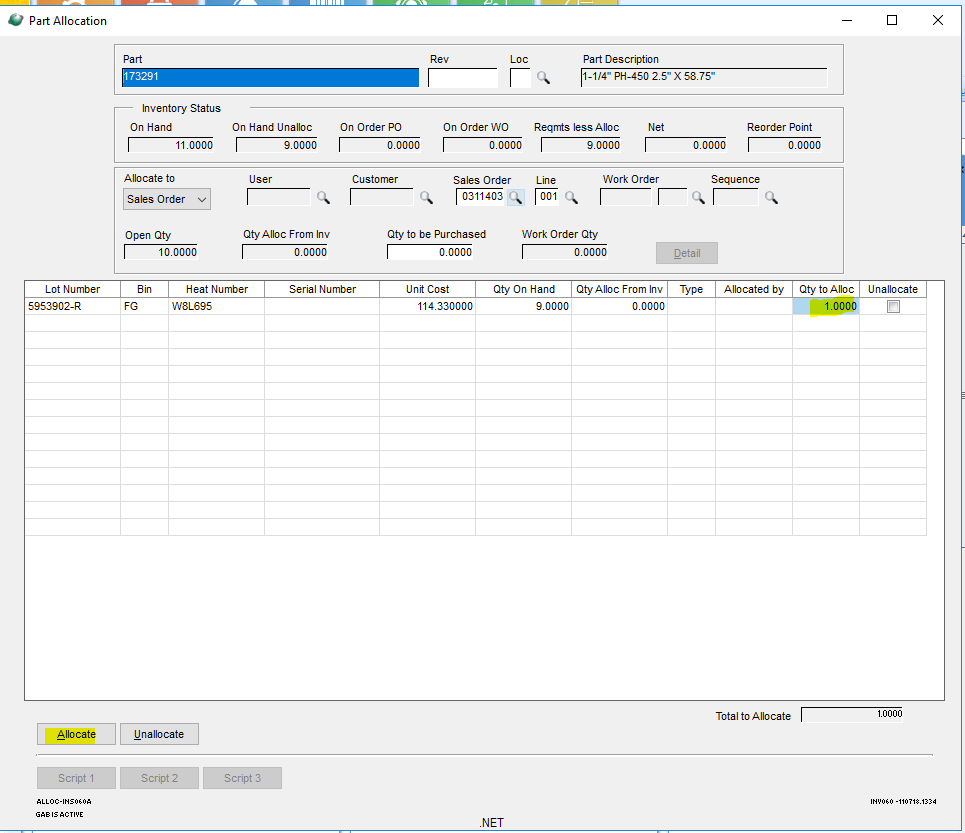 Part Allocation
Part Rev Loc Part Description
173291 1-1/4" PH-450 2.5" X 58.75"
Inventory Status
On Hand On Hand Unalloc On Order PO On Order WO Reqmts less Alloc Net Reorder Point
11.0000 9.0000 0.0000 0.0000 9.0000 0.0000 0.0000
Allocate to User Customer Sales Order Line Work Order Sequence
Sales Order 0311403 001
Open Qty Qty Alloc From Inv Qty to be Purchased Work Order Qty
10.0000 0.0000 0.0000 0.0000 Detail
Lot Number Bin Heat Number Serial Number Unit Cost Qty On Hand Qty Alloc From Inv Type Allocated by Qty to Alloc Unallocate
5953902-R FG W8L695 114.330000 9.0000 0.0000 1.0000
Total to Allocate 1.0000
Allocate Unallocate
Script 1 Script 2 Script 3
ALLOC-INS060A INV060 -110718.1334
GAB IS ACTIVE
.NET